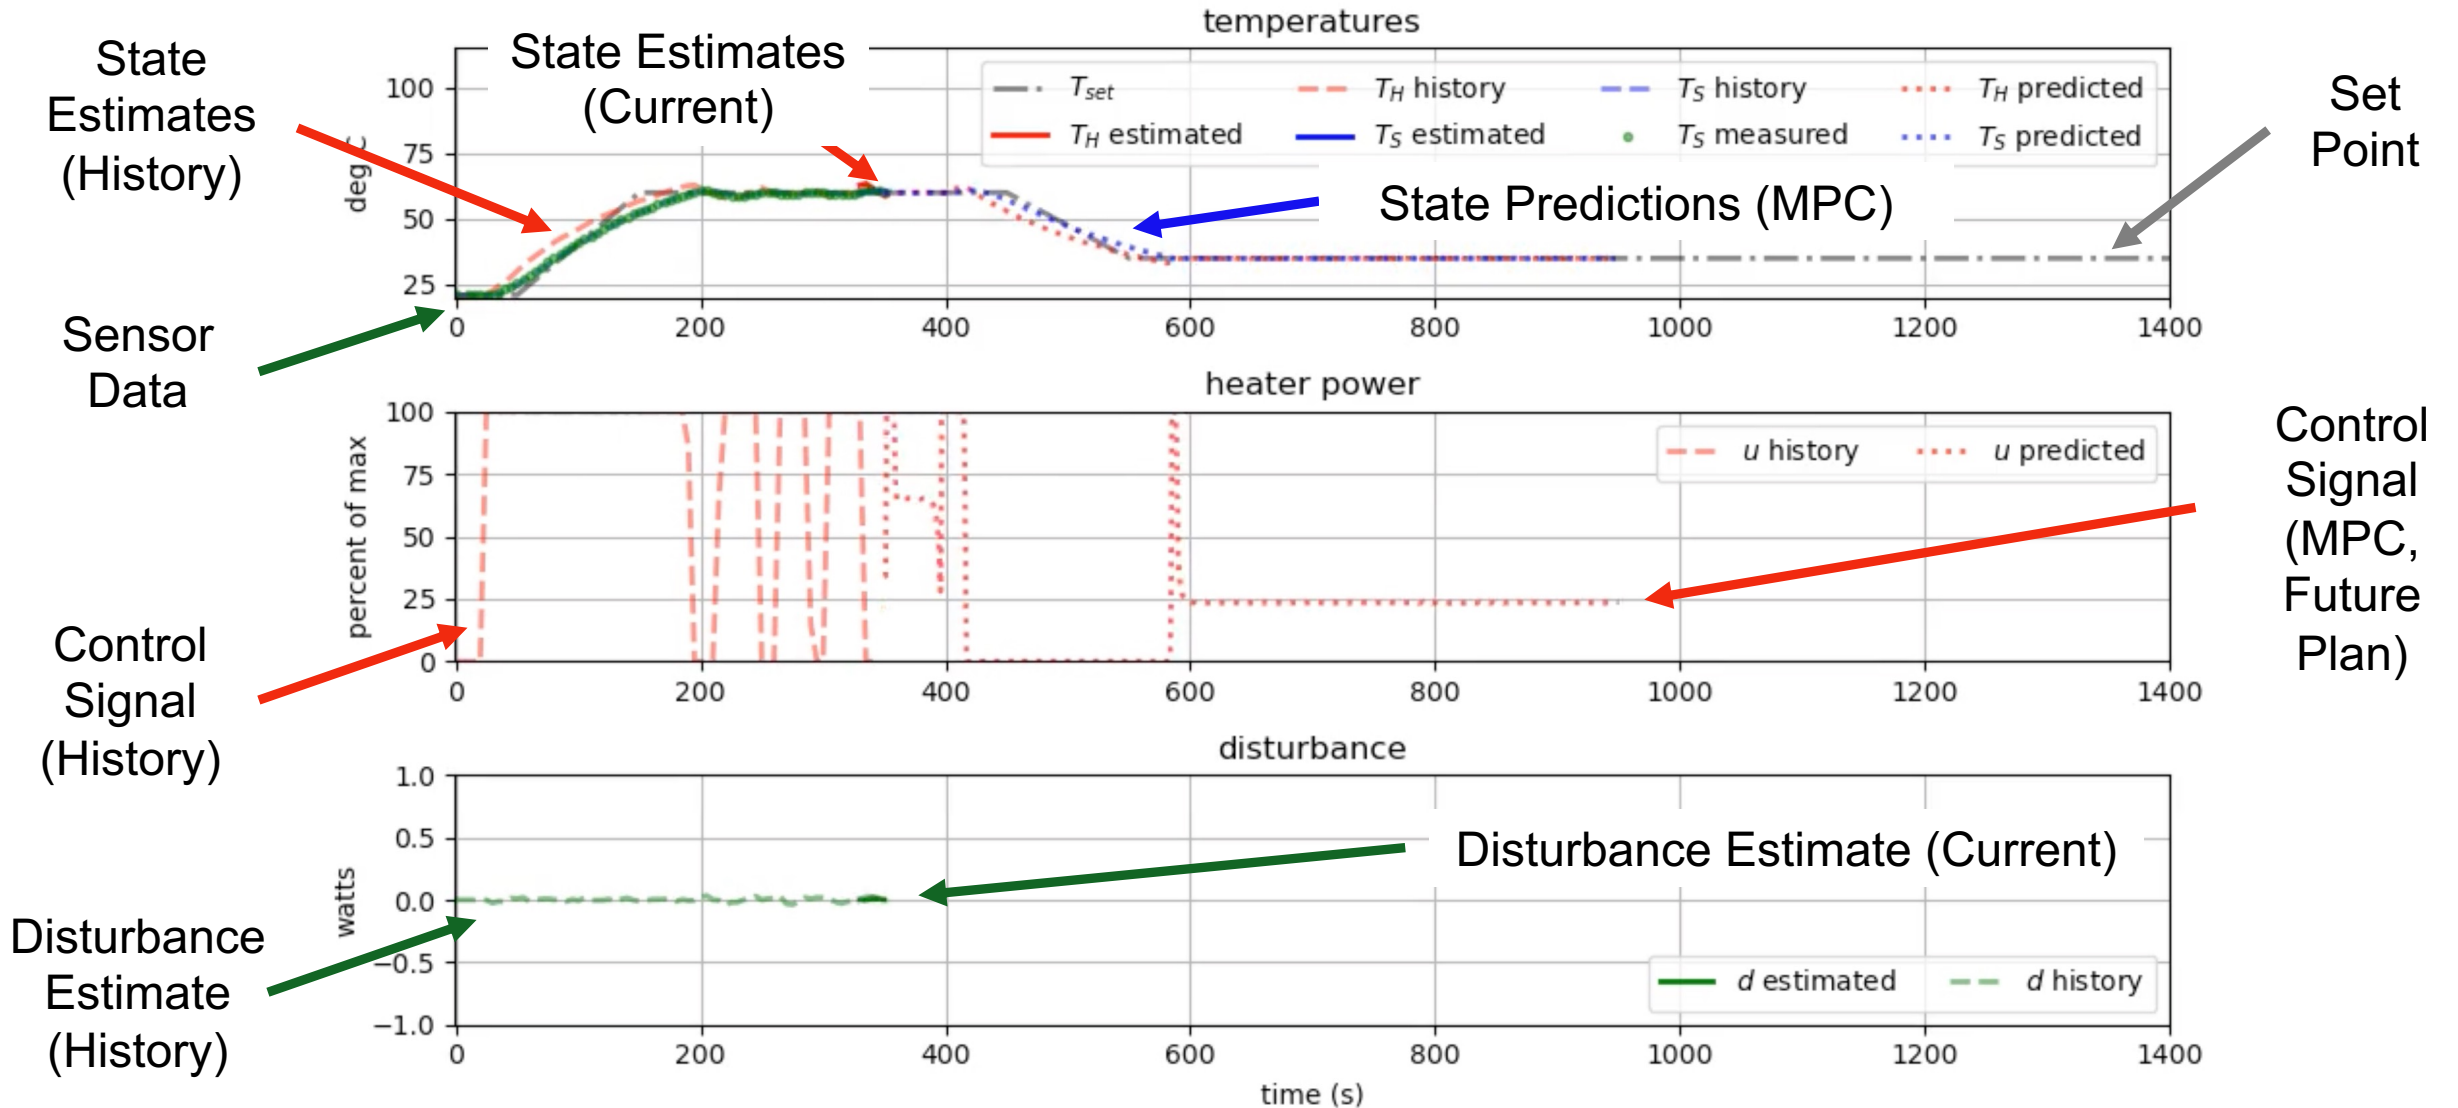 temperatures
State
Estimates
(History)
State Estimates
(Current)
T_set
T_H history
T_S history
T_H predicted
T_H estimated
T_S estimated
T_S measured
T_S predicted
Set
Point
State Predictions (MPC)
deg C
100
75
50
25
0 200 400 600 800 1000 1200 1400
Sensor
Data
heater power
percent of max
100
75
50
25
0
u history
u predicted
0 200 400 600 800 1000 1200 1400
Control
Signal
(MPC,
Future
Plan)
Control
Signal
(History)
disturbance
watts
1.0
0.5
0.0
−0.5
−1.0
Disturbance Estimate (Current)
d estimated
d history
Disturbance
Estimate
(History)
0 200 400 600 800 1000 1200 1400
time (s)